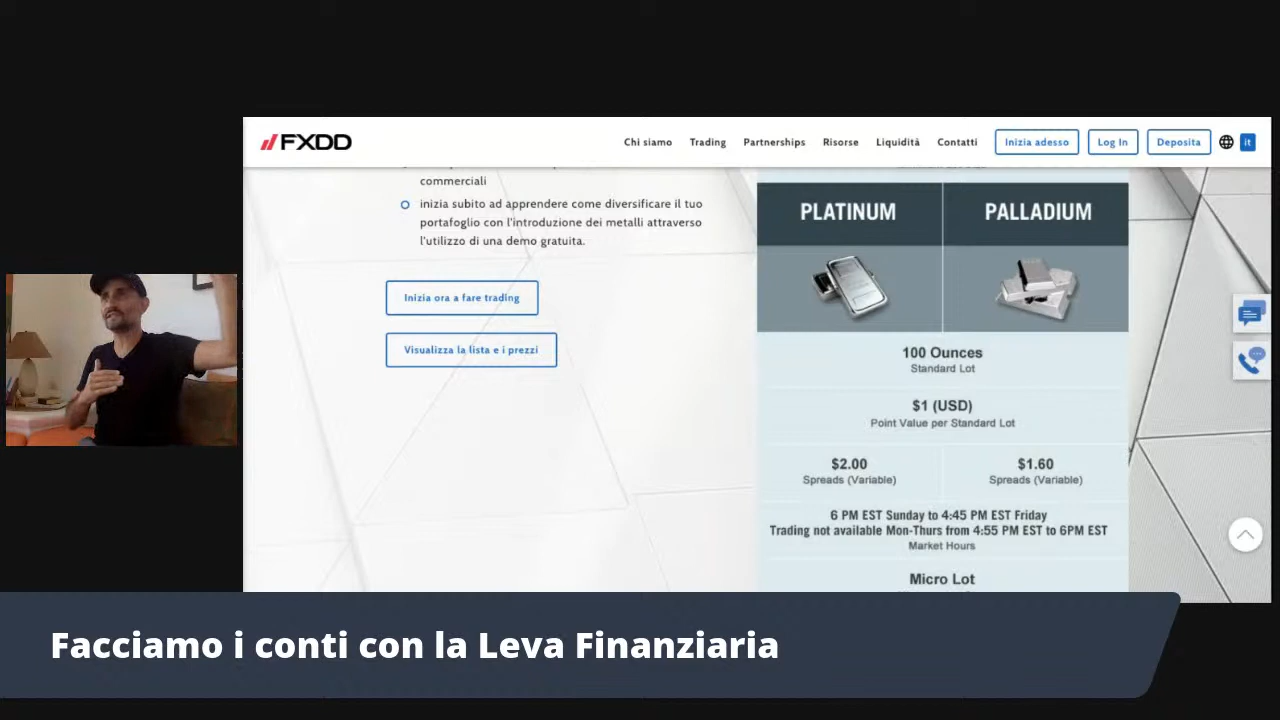 FXDD
Chi siamo
Trading
Partnerships
Risorse
Liquidità
Contatti
Inizia adesso
Log In
Deposita
it
commerciali
inizia subito ad apprendere come diversificare il tuo
portafoglio con l'introduzione dei metalli attraverso
l'utilizzo di una demo gratuita.
Inizia ora a fare trading
Visualizza la lista e i prezzi
PLATINUM
PALLADIUM
100 Ounces
Standard Lot
$1 (USD)
Point Value per Standard Lot
$2.00
Spreads (Variable)
$1.60
Spreads (Variable)
6 PM EST Sunday to 4:45 PM EST Friday
Trading not available Mon-Thurs from 4:55 PM EST to 6PM EST
Market Hours
Micro Lot
Facciamo i conti con la Leva Finanziaria